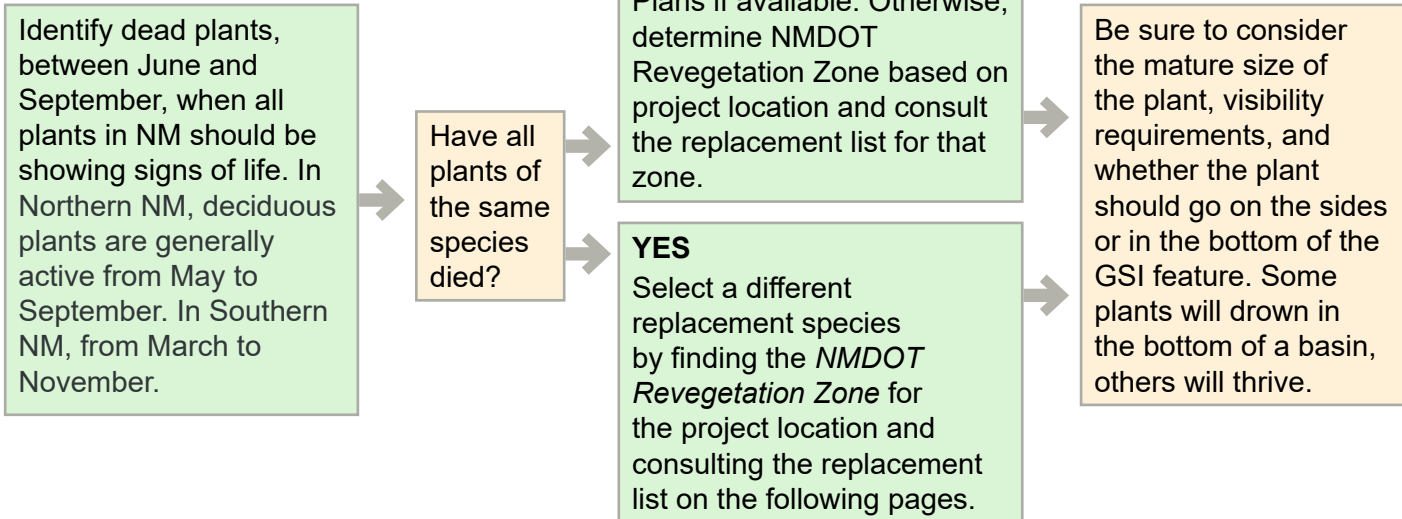 Identify dead plants,
between June and
September, when all
plants in NM should be
showing signs of life. In
Northern NM, deciduous
plants are generally
active from May to
September. In Southern
NM, from March to
November.
Have all
plants of
the same
species
died?
Plans if available. Otherwise,
determine NMDOT
Revegetation Zone based on
project location and consult
the replacement list for that
zone.
YES
Select a different
replacement species
by finding the NMDOT
Revegetation Zone for
the project location and
consulting the replacement
list on the following pages.
Be sure to consider
the mature size of
the plant, visibility
requirements, and
whether the plant
should go on the sides
or in the bottom of the
GSI feature. Some
plants will drown in
the bottom of a basin,
others will thrive.